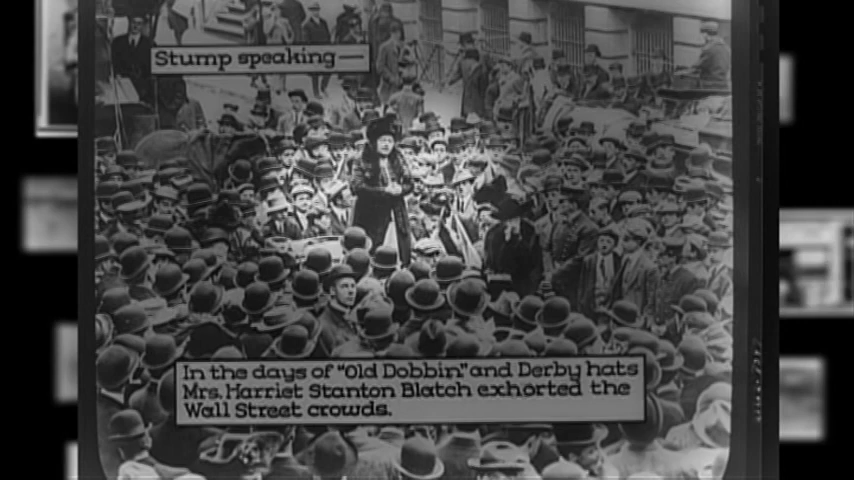 Stump speaking—
In the days of "Old Dobbin" and Derby hats
Mrs. Harriet Stanton Blatch exhorted the
Wall Street crowds.